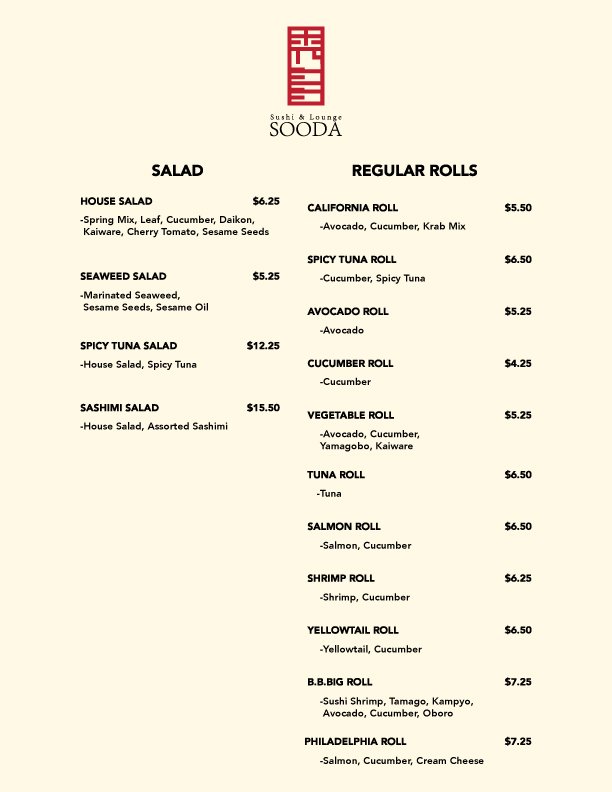 Sushi & Lounge
SOODA
SALAD
HOUSE SALAD $6.25
-Spring Mix, Leaf, Cucumber, Daikon,
Kaiware, Cherry Tomato, Sesame Seeds
SEAWEED SALAD $5.25
-Marinated Seaweed,
Sesame Seeds, Sesame Oil
SPICY TUNA SALAD $12.25
-House Salad, Spicy Tuna
SASHIMI SALAD $15.50
-House Salad, Assorted Sashimi
REGULAR ROLLS
CALIFORNIA ROLL $5.50
-Avocado, Cucumber, Krab Mix
SPICY TUNA ROLL $6.50
-Cucumber, Spicy Tuna
AVOCADO ROLL $5.25
-Avocado
CUCUMBER ROLL $4.25
-Cucumber
VEGETABLE ROLL $5.25
-Avocado, Cucumber,
Yamagobo, Kaiware
TUNA ROLL $6.50
-Tuna
SALMON ROLL $6.50
-Salmon, Cucumber
SHRIMP ROLL $6.25
-Shrimp, Cucumber
YELLOWTAIL ROLL $6.50
-Yellowtail, Cucumber
B.B.BIG ROLL $7.25
-Sushi Shrimp, Tamago, Kampyo,
Avocado, Cucumber, Oboro
PHILADELPHIA ROLL $7.25
-Salmon, Cucumber, Cream Cheese